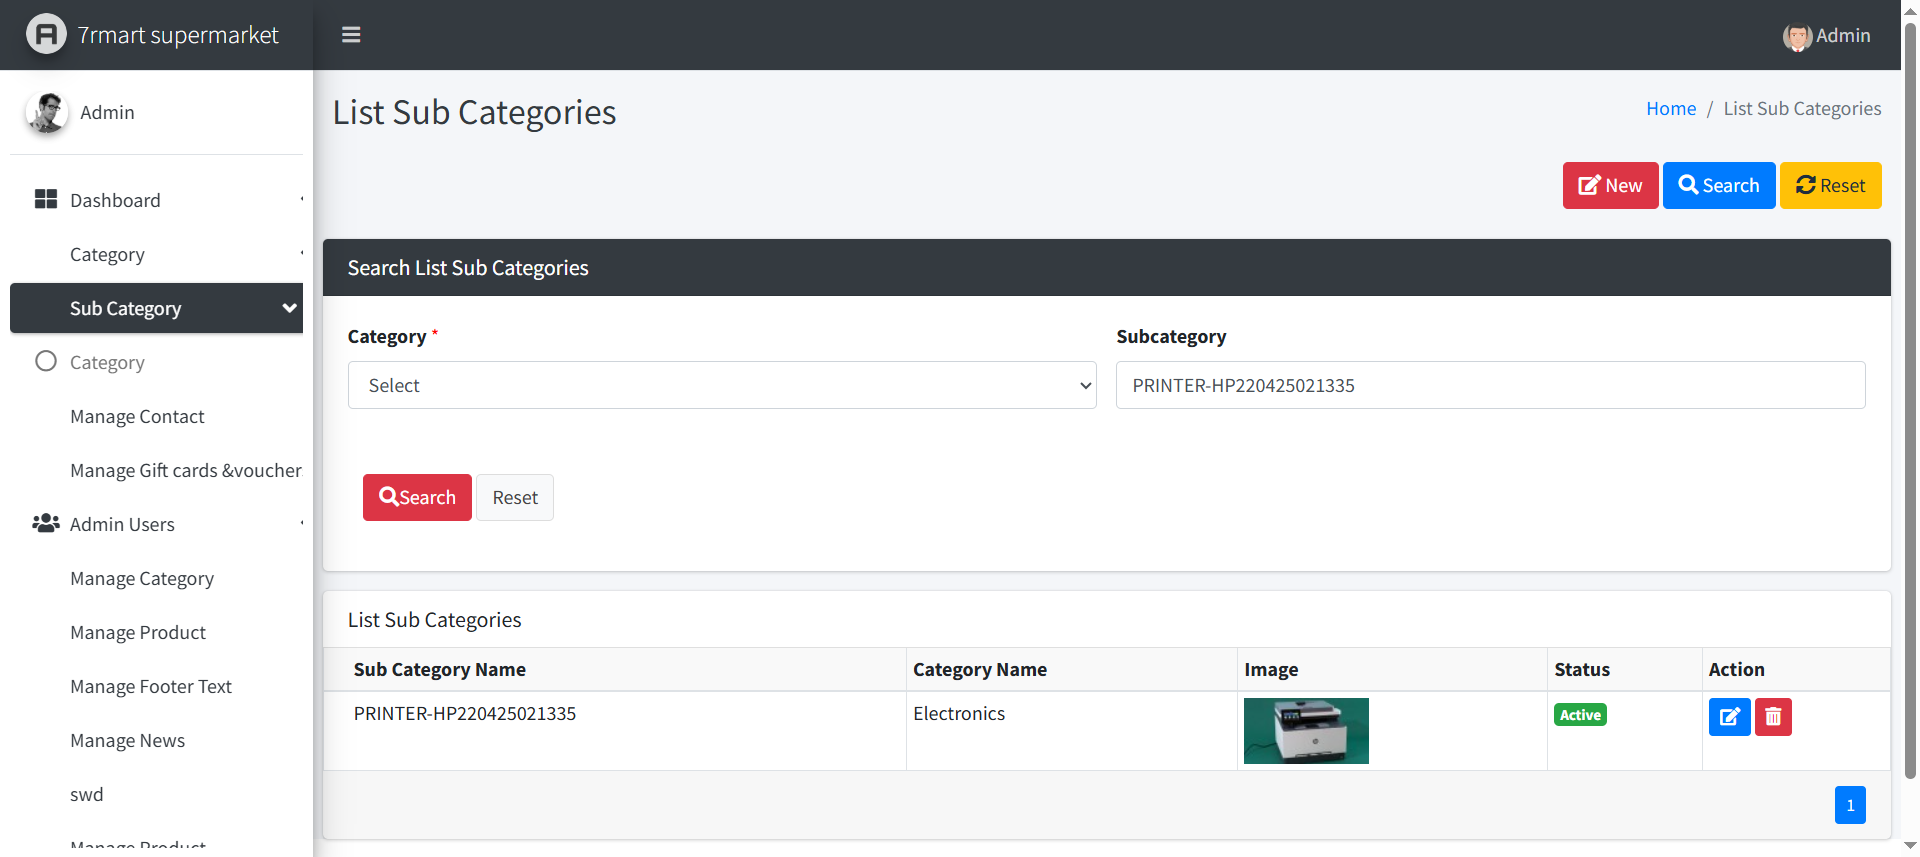 7rmart supermarket
Admin
Admin
Dashboard
Category
Sub Category
Category
Manage Contact
Manage Gift cards &voucher
Admin Users
Manage Category
Manage Product
Manage Footer Text
Manage News
swd
Manage Product
List Sub Categories
Home / List Sub Categories
New Search Reset
Search List Sub Categories
Category * Subcategory
Select PRINTER-HP220425021335
Search Reset
List Sub Categories
Sub Category Name Category Name Image Status Action
PRINTER-HP220425021335 Electronics Active
1